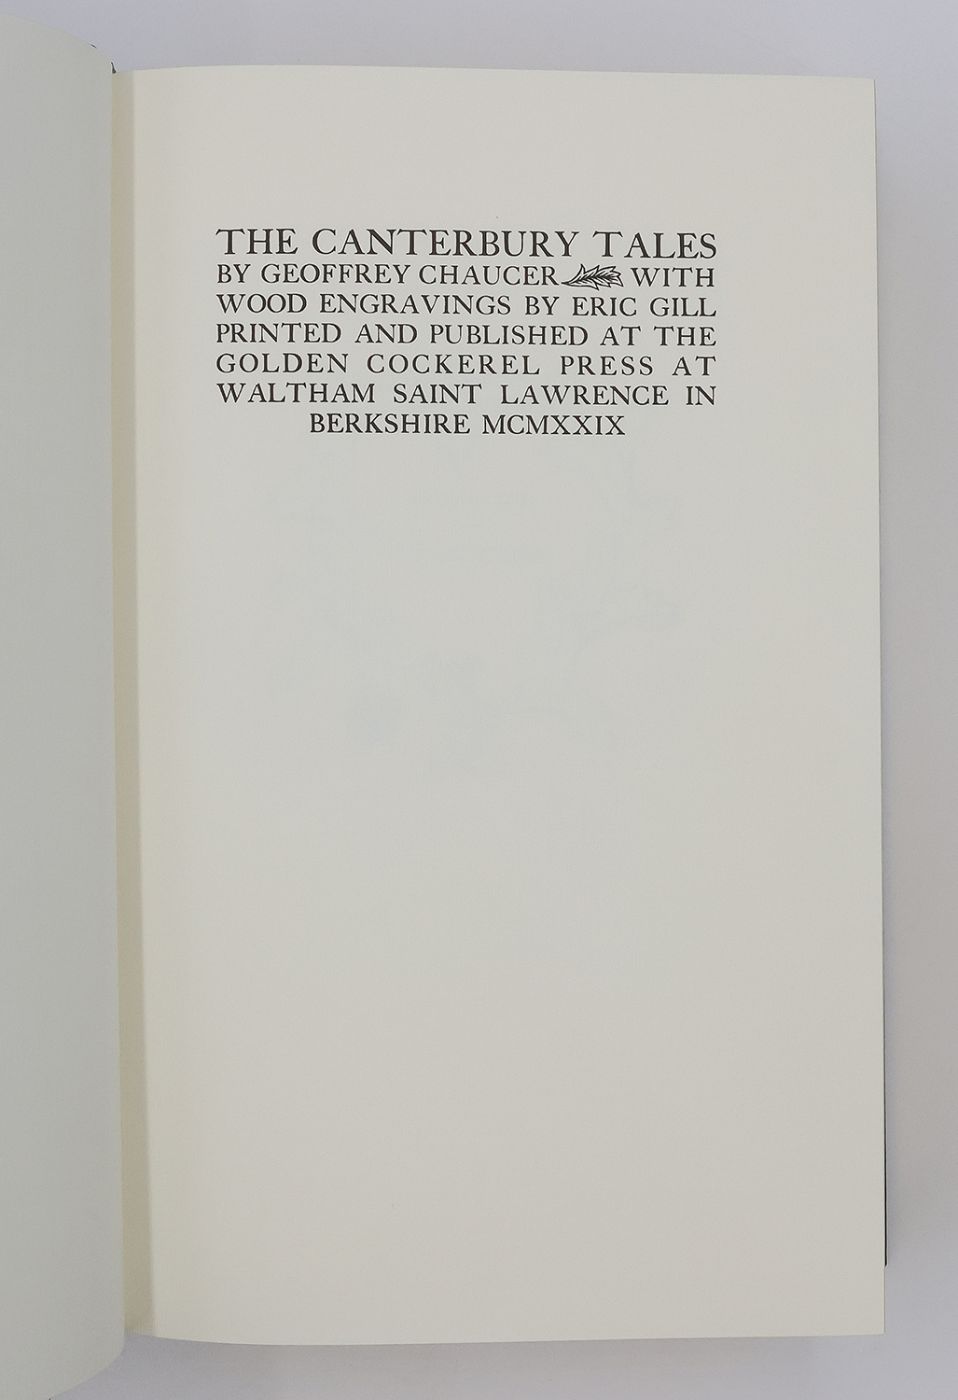 THE CANTERBURY TALES
BY GEOFFREY CHAUCER WITH
WOOD ENGRAVINGS BY ERIC GILL
PRINTED AND PUBLISHED AT THE
GOLDEN COCKEREL PRESS AT
WALTHAM SAINT LAWRENCE IN
BERKSHIRE MCMXXIX